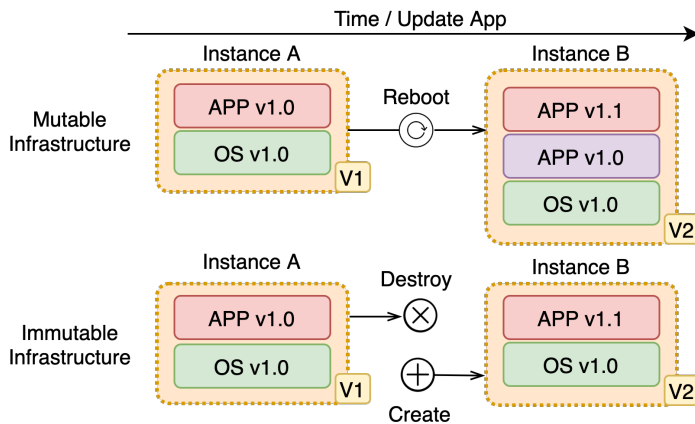 Time / Update App
Instance A
Instance B
Mutable
Infrastructure
APP v1.0
OS v1.0
V1
Reboot
APP v1.1
APP v1.0
OS v1.0
V2
Instance A
Instance B
Immutable
Infrastructure
APP v1.0
OS v1.0
V1
Destroy
Create
APP v1.1
OS v1.0
V2